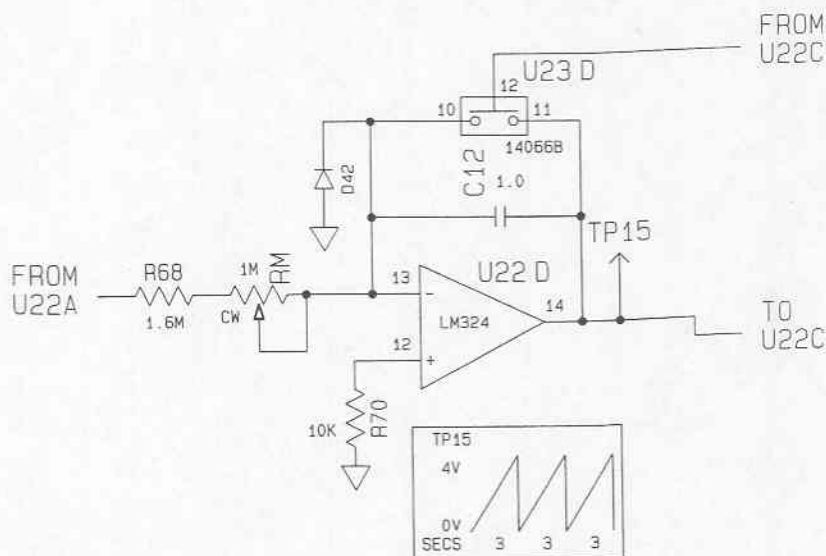 FROM
U22C
U23 D
12
10
11
14066B
D42
C12
1.0
TP15
FROM
U22A
R68
1M
RM
13
-
U22 D
14
TO
U22C
1.6M
CW
LM324
12
+
10K
R70
TP15
4V
0V
SECS 3 3 3